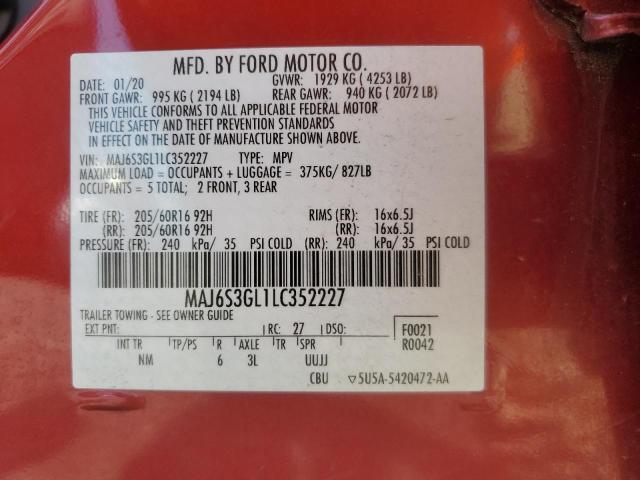 MFD. BY FORD MOTOR CO.
DATE: 01/20 GVWR: 1929 KG ( 4253 LB)
FRONT GAWR: 995 KG ( 2194 LB) REAR GAWR: 940 KG ( 2072 LB)
THIS VEHICLE CONFORMS TO ALL APPLICABLE FEDERAL MOTOR
VEHICLE SAFETY AND THEFT PREVENTION STANDARDS
IN EFFECT ON THE DATE OF MANUFACTURE SHOWN ABOVE.
VIN: MAJ6S3GL1LC352227 TYPE: MPV
MAXIMUM LOAD = OCCUPANTS + LUGGAGE = 375KG/ 827LB
OCCUPANTS = 5 TOTAL; 2 FRONT, 3 REAR
TIRE (FR): 205/60R16 92H RIMS (FR): 16x6.5J
(RR): 205/60R16 92H (RR): 16x6.5J
PRESSURE (FR): 240 kPa/ 35 PSI COLD (RR): 240 kPa/ 35 PSI COLD
MAJ6S3GL1LC352227
TRAILER TOWING - SEE OWNER GUIDE
EXT PNT: RC: 27 DSO: F0021
INT TR TP/PS R AXLE TR SPR R0042
NM 6 3L UUJJ
CBU ▽5U5A-5420472-AA